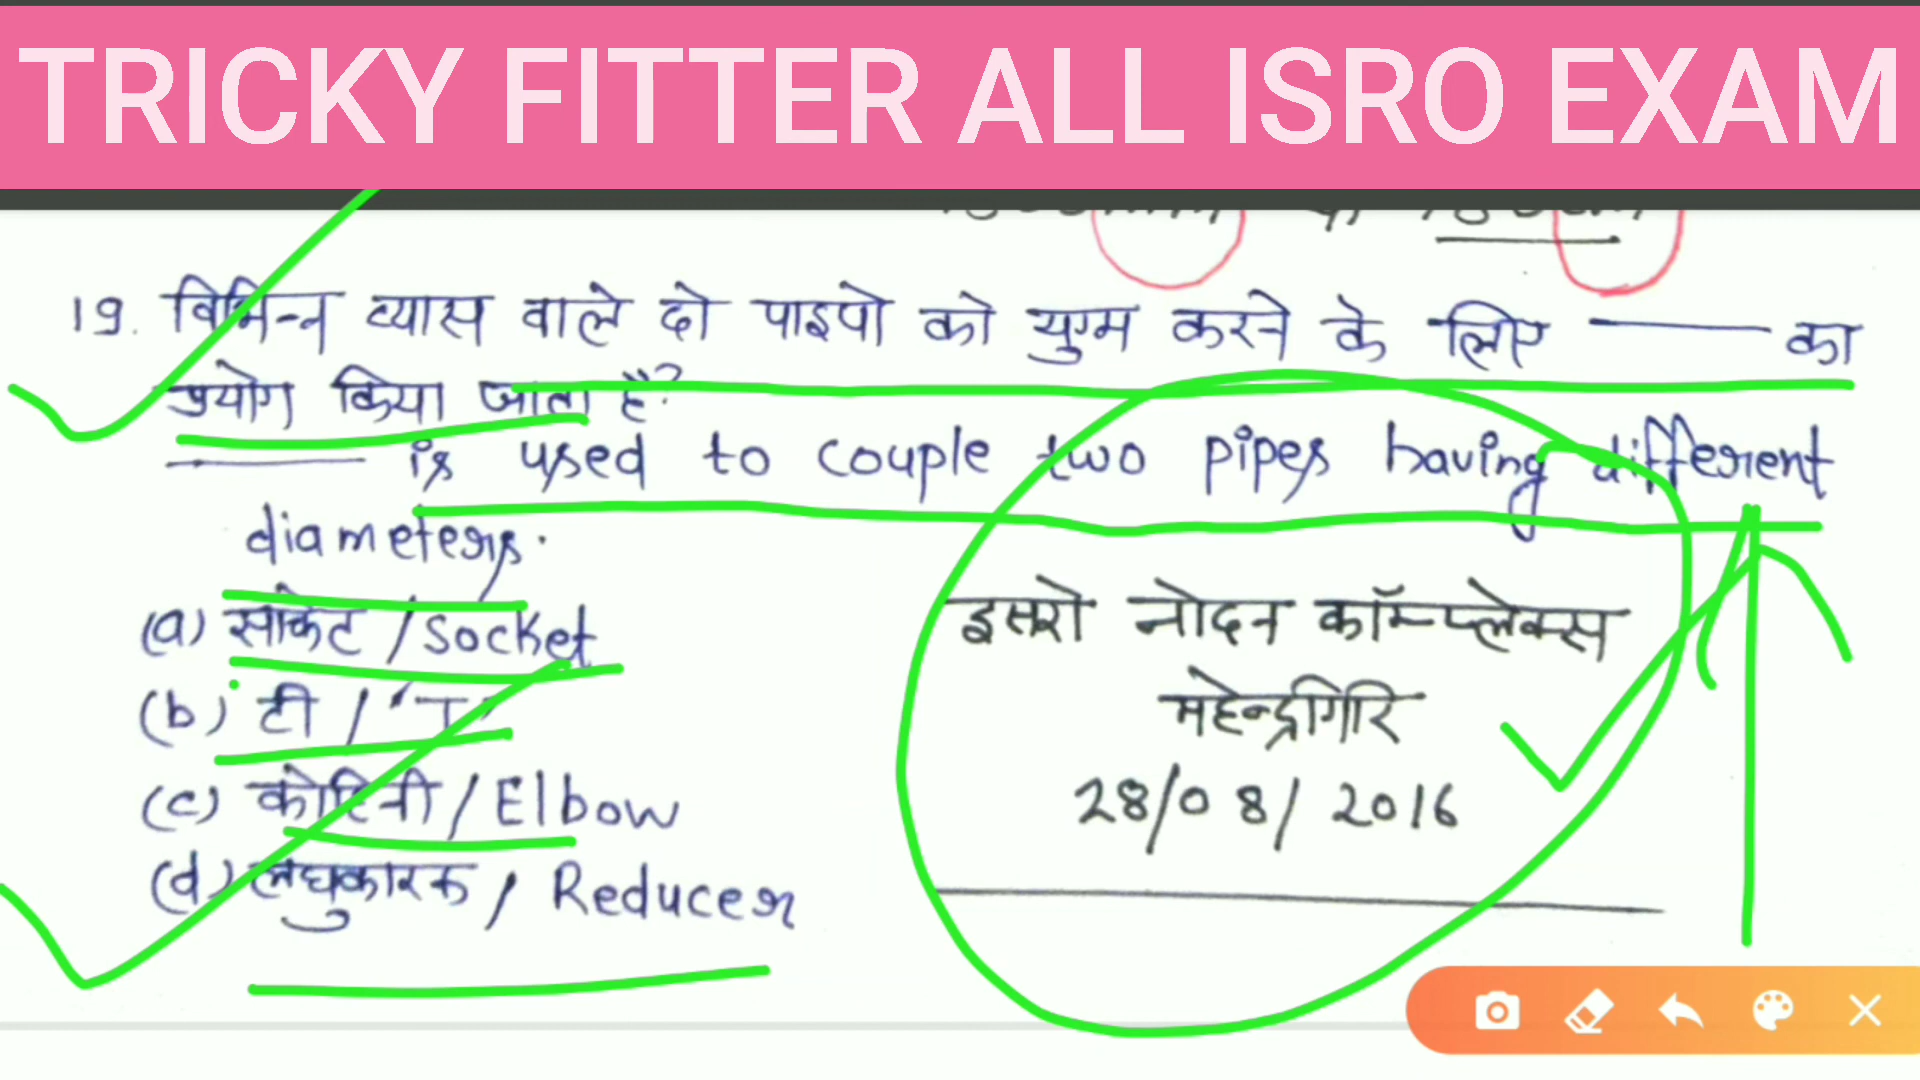 TRICKY FITTER ALL ISRO EXAM
19. विभिन्न व्यास वाले दो पाइपो को युग्म करने के लिए ——— का
प्रयोग किया जाता है?
——— is used to couple two pipes having different
diameters.
(a) साकेट / Socket
(b) टी / 'T'
(c) कोहिनी / Elbow
(d) लघुकारक / Reducer
इसरो नोदन कॉम्प्लेक्स
महेन्द्रगिरि
28/08/2016